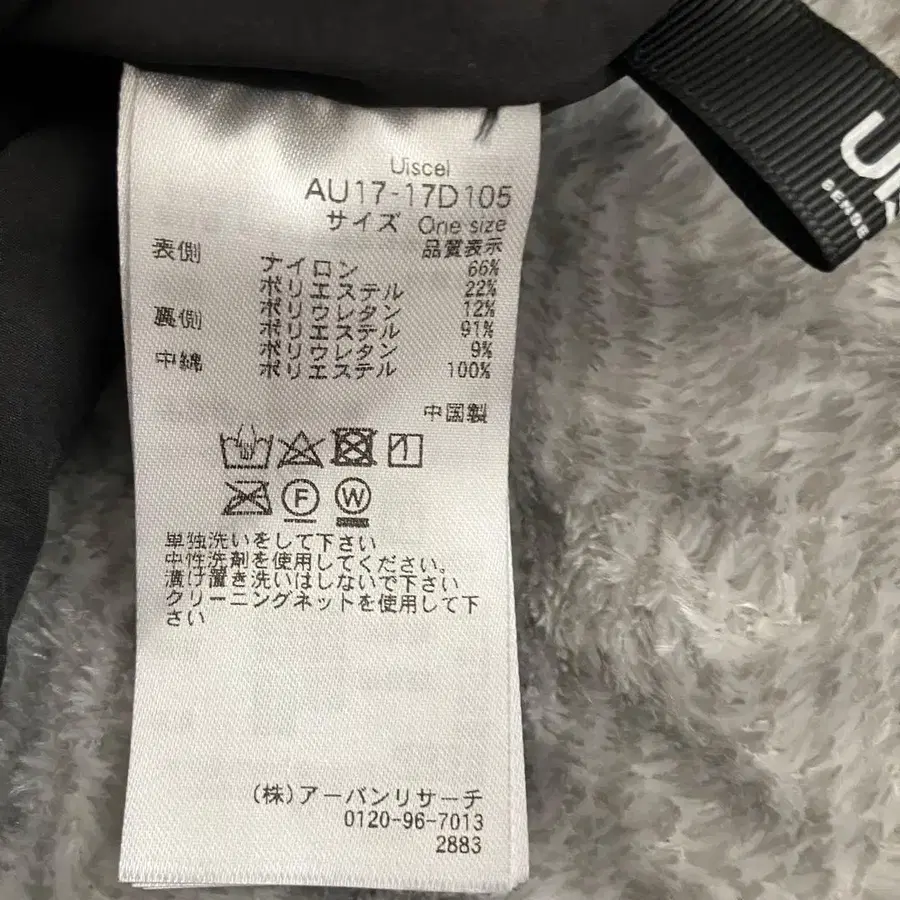 Uiscel
AU17-17D105
サイズ One size
品質表示
表側 ナイロン 66%
ポリエステル 22%
ポリウレタン 12%
裏側 ポリエステル 91%
ポリウレタン 9%
中綿 ポリエステル 100%
中国製
F W
単独洗いをして下さい
中性洗剤を使用してください。
漬け置き洗いはしないで下さい
クリーニングネットを使用して下
さい
(株)アーバンリサーチ
0120-96-7013
2883